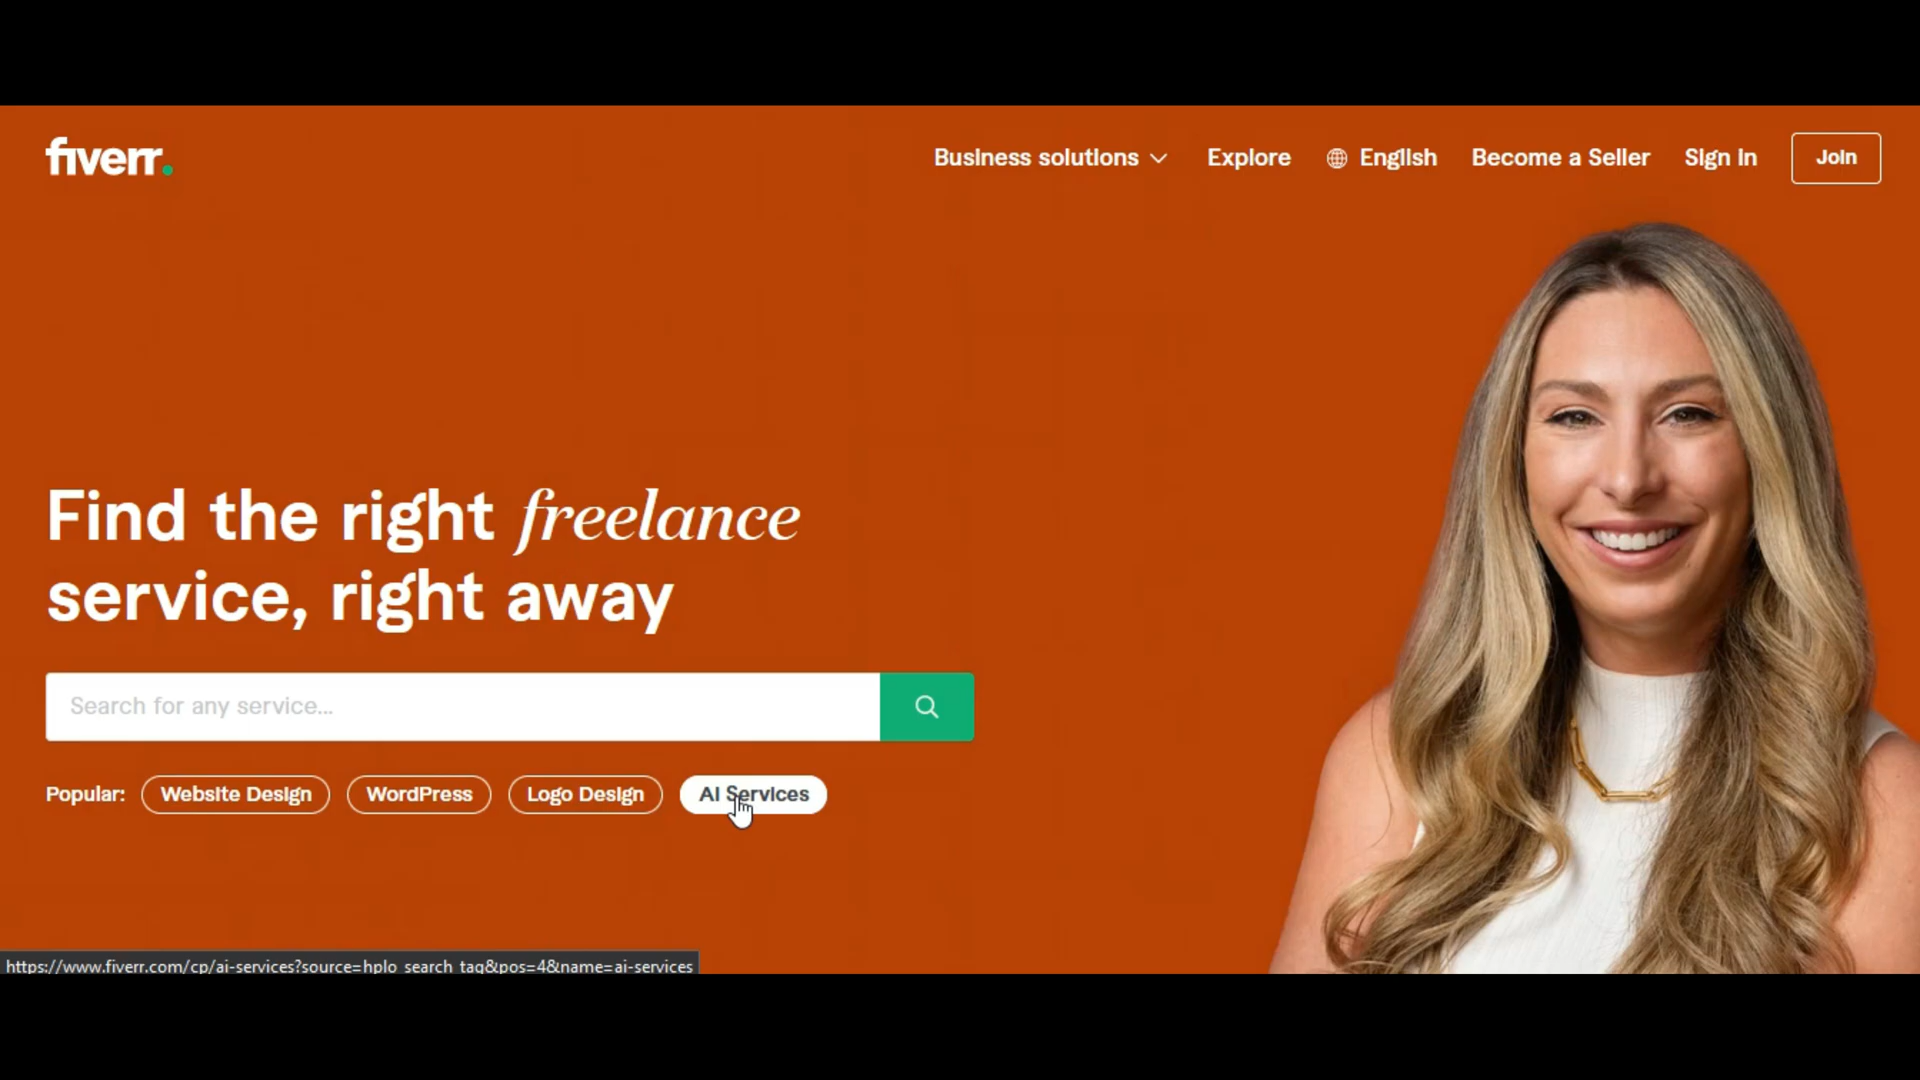 fiverr.
Business solutions Explore English Become a Seller Sign in Join
Find the right freelance
service, right away
Search for any service...
Popular: Website Design WordPress Logo Design AI Services
https://www.fiverr.com/cp/ai-services?source=hplo_search_tag&pos=4&name=ai-services